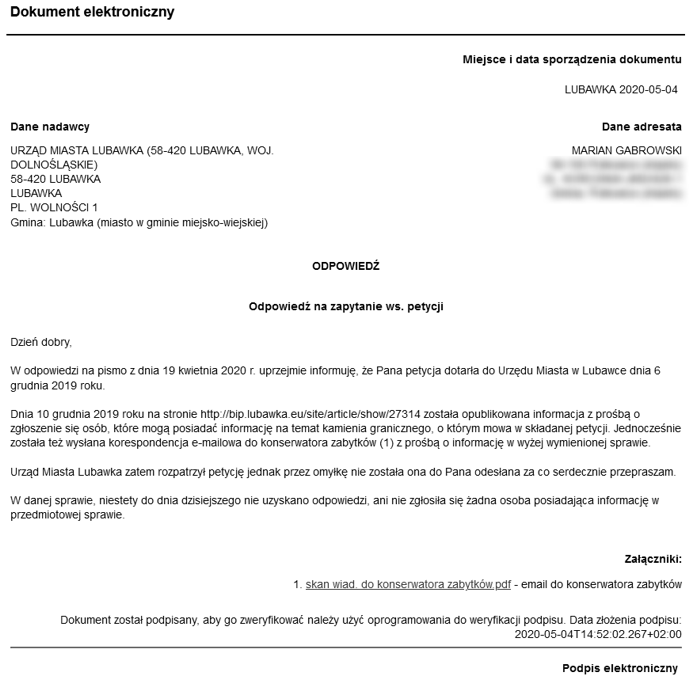 Dokument elektroniczny
Miejsce i data sporządzenia dokumentu
LUBAWKA 2020-05-04
Dane nadawcy
Dane adresata
URZĄD MIASTA LUBAWKA (58-420 LUBAWKA, WOJ.
DOLNOŚLĄSKIE)
58-420 LUBAWKA
LUBAWKA
PL. WOLNOŚCI 1
Gmina: Lubawka (miasto w gminie miejsko-wiejskiej)
MARIAN GABROWSKI
ODPOWIEDŹ
Odpowiedź na zapytanie ws. petycji
Dzień dobry,
W odpowiedzi na pismo z dnia 19 kwietnia 2020 r. uprzejmie informuję, że Pana petycja dotarła do Urzędu Miasta w Lubawce dnia 6
grudnia 2019 roku.
Dnia 10 grudnia 2019 roku na stronie http://bip.lubawka.eu/site/article/show/27314 została opublikowana informacja z prośbą o
zgłoszenie się osób, które mogą posiadać informację na temat kamienia granicznego, o którym mowa w składanej petycji. Jednocześnie
została też wysłana korespondencja e-mailowa do konserwatora zabytków (1) z prośbą o informację w wyżej wymienionej sprawie.
Urząd Miasta Lubawka zatem rozpatrzył petycję jednak przez omyłkę nie została ona do Pana odesłana za co serdecznie przepraszam.
W danej sprawie, niestety do dnia dzisiejszego nie uzyskano odpowiedzi, ani nie zgłosiła się żadna osoba posiadająca informację w
przedmiotowej sprawie.
Załączniki:
1. skan wiad. do konserwatora zabytków.pdf - email do konserwatora zabytków
Dokument został podpisany, aby go zweryfikować należy użyć oprogramowania do weryfikacji podpisu. Data złożenia podpisu:
2020-05-04T14:52:02.267+02:00
Podpis elektroniczny